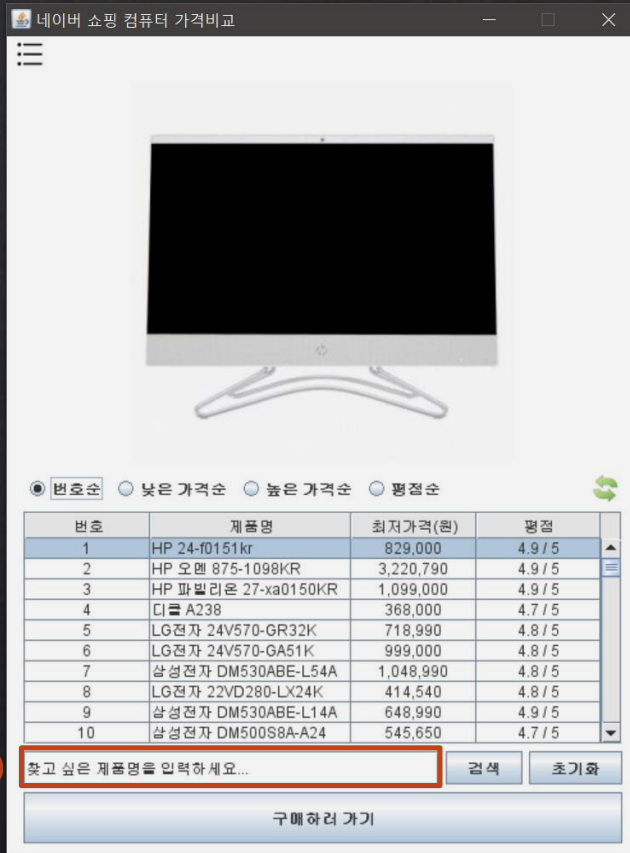 네이버 쇼핑 컴퓨터 가격비교
번호순 낮은 가격순 높은 가격순 평점순
번호 제품명 최저가격(원) 평점
1 HP 24-f0151kr 829,000 4.9 / 5
2 HP 오멘 875-1098KR 3,220,790 4.9 / 5
3 HP 파빌리온 27-xa0150KR 1,099,000 4.9 / 5
4 디클 A238 368,000 4.7 / 5
5 LG전자 24V570-GR32K 718,990 4.8 / 5
6 LG전자 24V570-GA51K 999,000 4.8 / 5
7 삼성전자 DM530ABE-L54A 1,048,990 4.8 / 5
8 LG전자 22VD280-LX24K 414,540 4.8 / 5
9 삼성전자 DM530ABE-L14A 648,990 4.9 / 5
10 삼성전자 DM500S8A-A24 545,650 4.7 / 5
찾고 싶은 제품명을 입력하세요... 검색 초기화
구매하러 가기